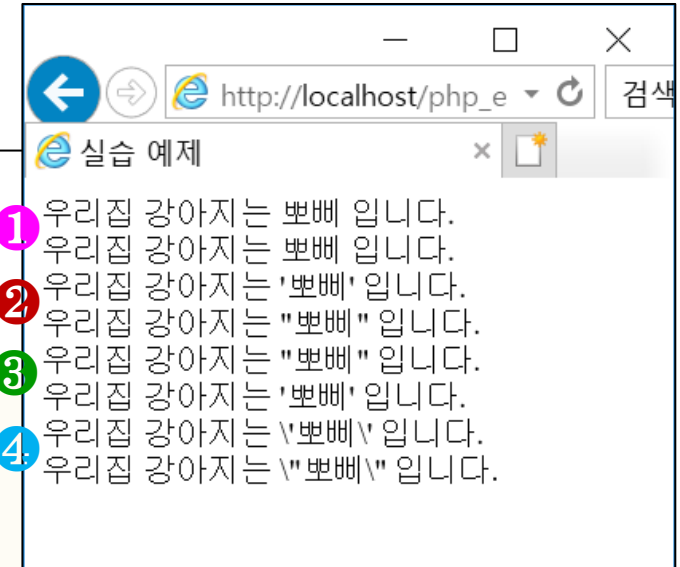 http://localhost/php_e
검색
실습 예제
1
우리집 강아지는 뽀삐 입니다.
우리집 강아지는 뽀삐 입니다.
2
우리집 강아지는 '뽀삐' 입니다.
우리집 강아지는 "뽀삐" 입니다.
3
우리집 강아지는 "뽀삐" 입니다.
우리집 강아지는 '뽀삐' 입니다.
4
우리집 강아지는 \'뽀삐\' 입니다.
우리집 강아지는 \"뽀삐\" 입니다.